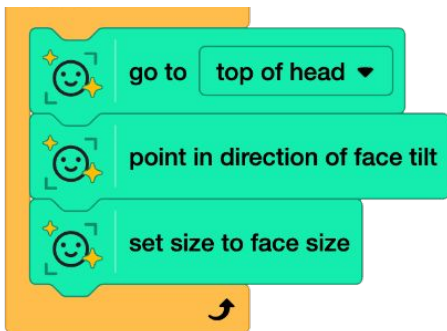 go to top of head
point in direction of face tilt
set size to face size